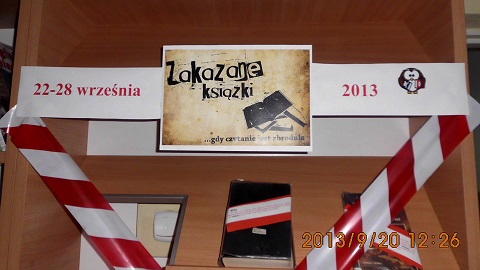 22-28 września
Zakazane
książki
...gdy czytanie jest zbrodnią
2013
2013/9/20 12:26